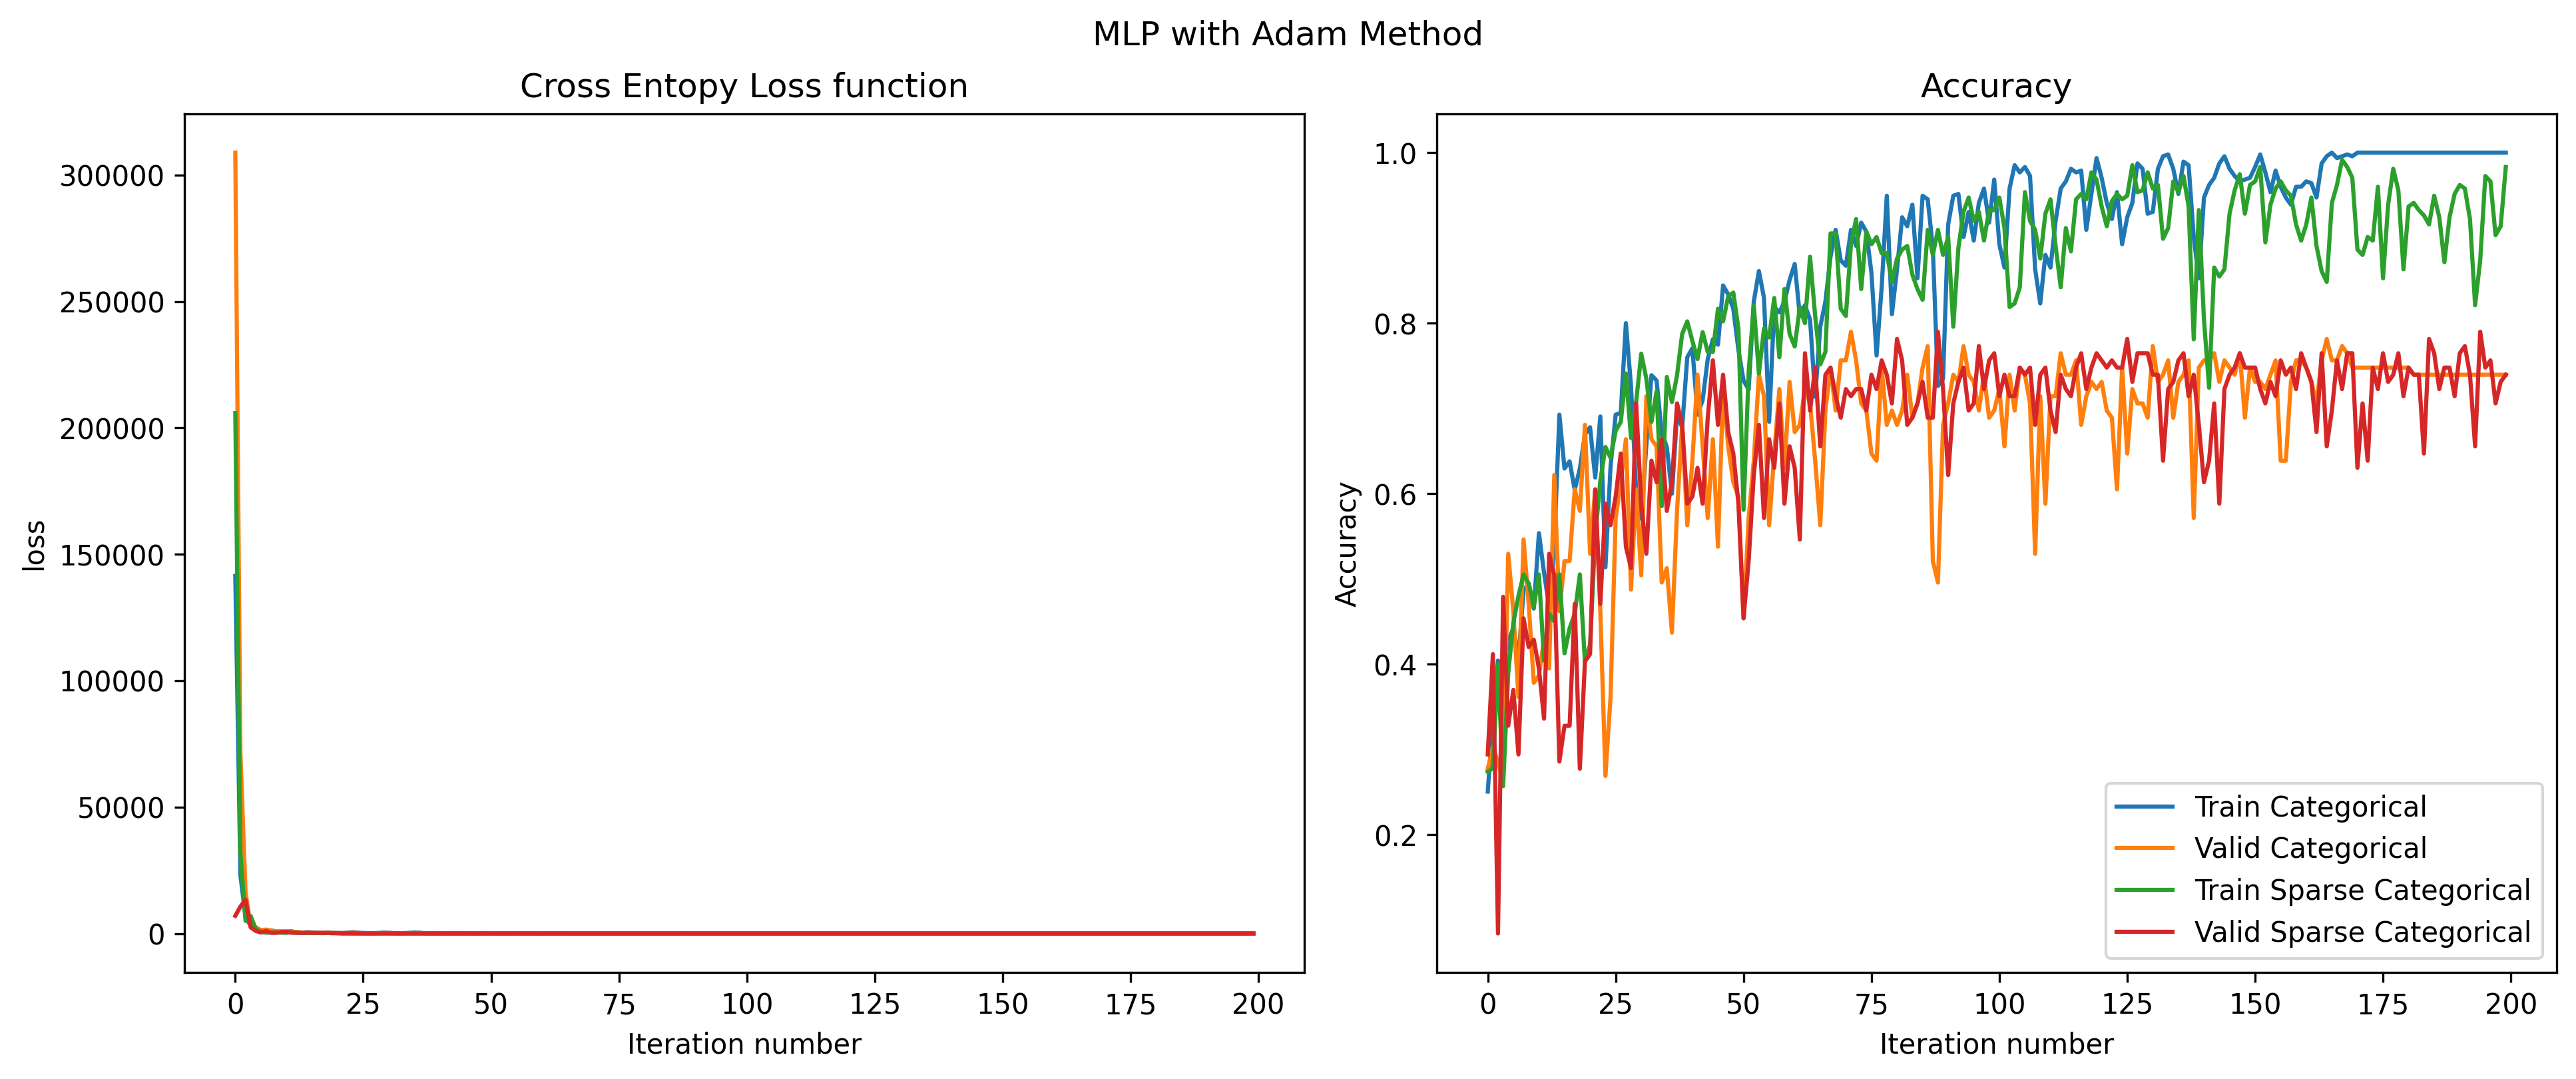 MLP with Adam Method
Cross Entopy Loss function
300000
250000
200000
150000
100000
50000
0
loss
0 25 50 75 100 125 150 175 200
Iteration number
Accuracy
1.0
0.8
0.6
0.4
0.2
Accuracy
0 25 50 75 100 125 150 175 200
Iteration number
Train Categorical
Valid Categorical
Train Sparse Categorical
Valid Sparse Categorical